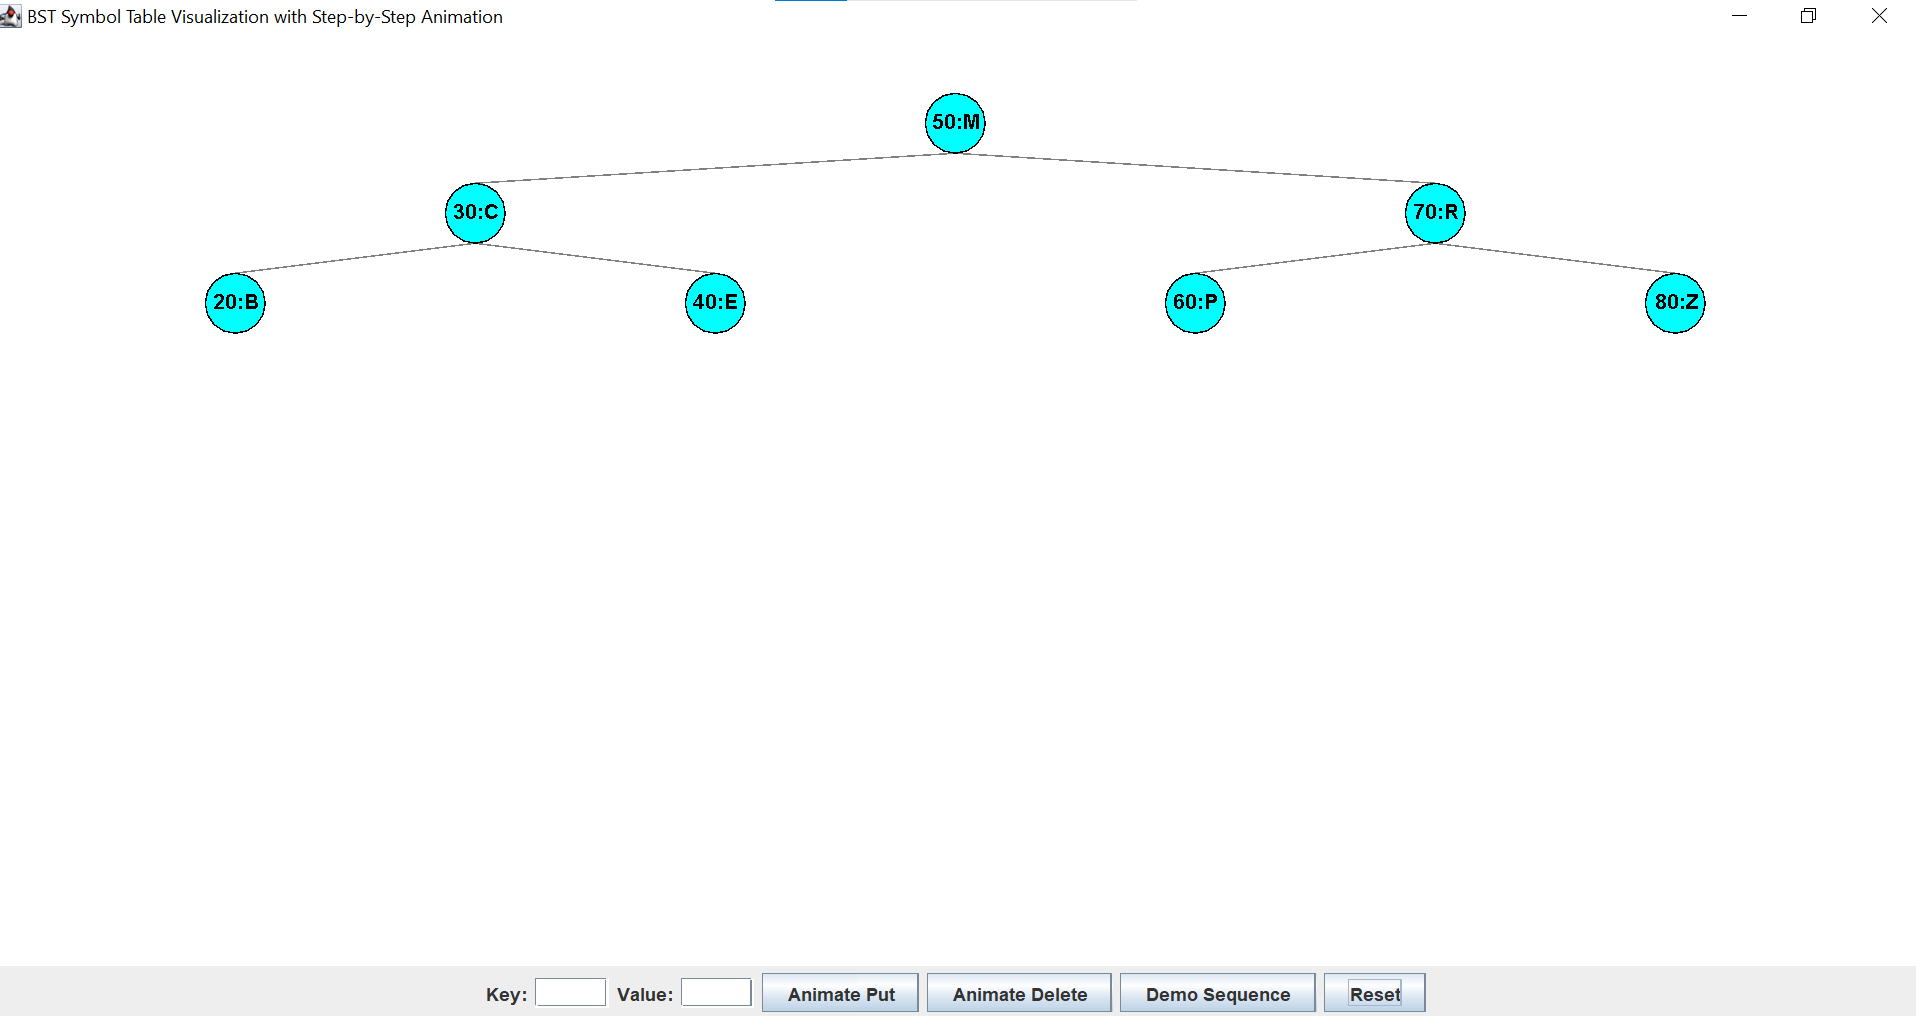 BST Symbol Table Visualization with Step-by-Step Animation
50:M
30:C 70:R
20:B 40:E 60:P 80:Z
Key: Value: Animate Put Animate Delete Demo Sequence Reset